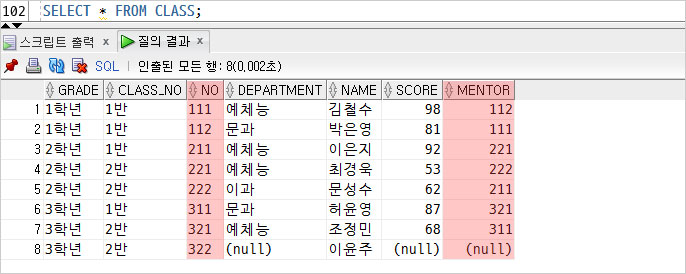 102 SELECT * FROM CLASS;
스크립트 출력 x 질의 결과 x
SQL | 인출된 모든 행: 8(0,002초)
GRADE CLASS_NO NO DEPARTMENT NAME SCORE MENTOR
1 1학년 1반 111 예체능 김철수 98 112
2 1학년 1반 112 문과 박은영 81 111
3 2학년 1반 211 예체능 이은지 92 221
4 2학년 2반 221 예체능 최경욱 53 222
5 2학년 2반 222 이과 문성수 62 211
6 3학년 1반 311 문과 허윤영 87 321
7 3학년 2반 321 예체능 조정민 68 311
8 3학년 2반 322 (null) 이윤주 (null) (null)